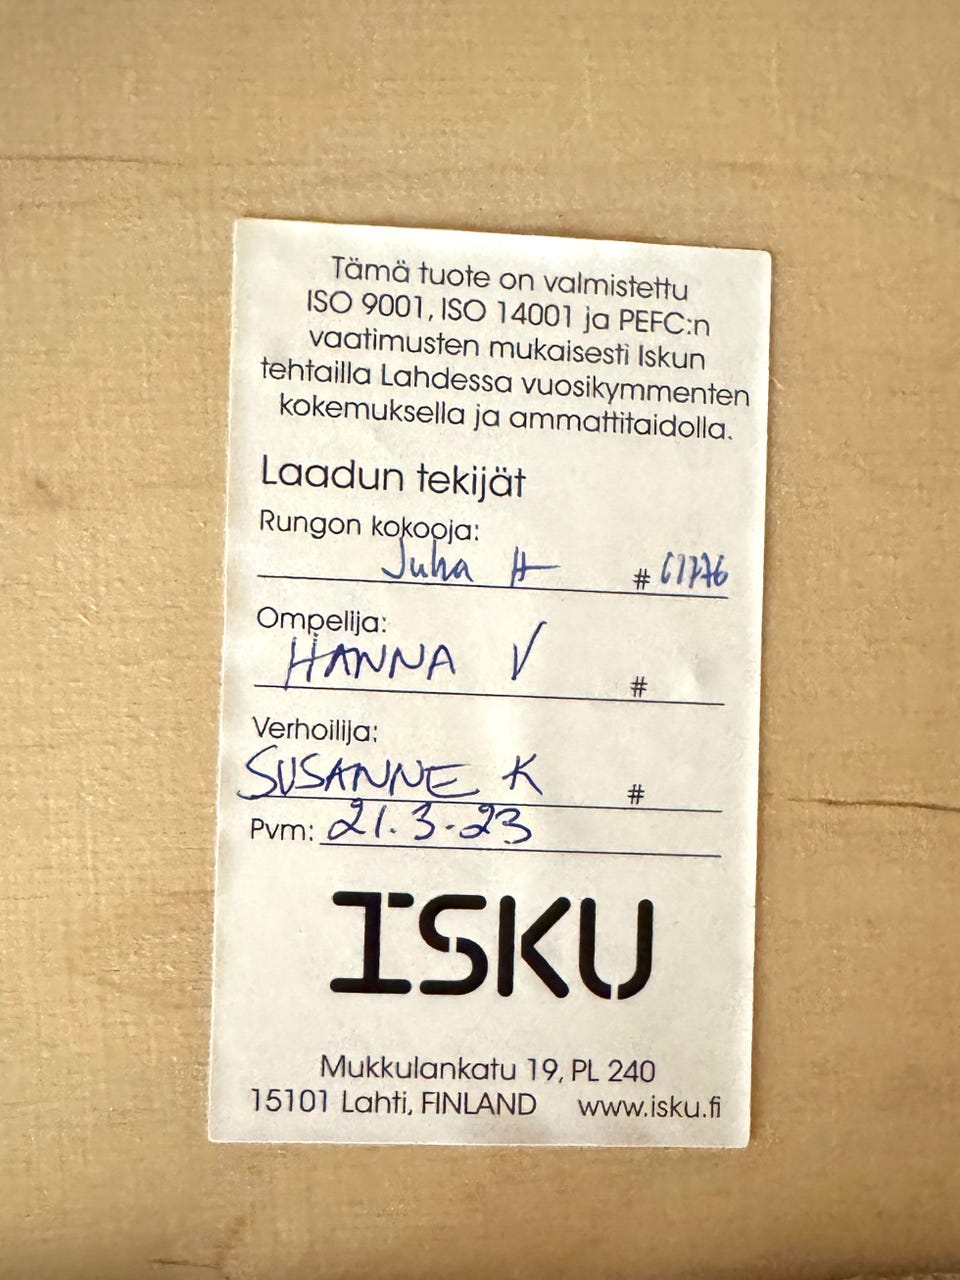 Tämä tuote on valmistettu
ISO 9001, ISO 14001 ja PEFC:n
vaatimusten mukaisesti Iskun
tehtailla Lahdessa vuosikymmenten
kokemuksella ja ammattitaidolla.
Laadun tekijät
Rungon kokooja:
Juha H #
Ompelija:
HANNA V #
Verhoilija:
SUSANNE K #
Pvm: 21.3.23
ISKU
Mukkulankatu 19, PL 240
15101 Lahti, FINLAND www.isku.fi